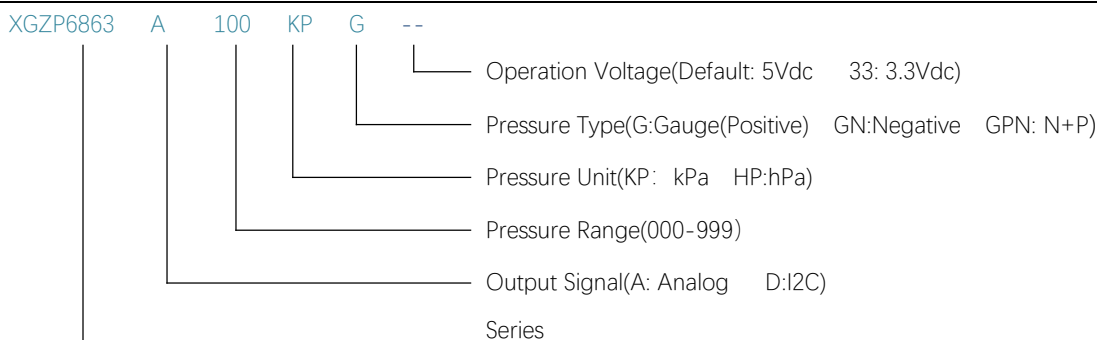 XGZP6863 A 100 KP G --
Operation Voltage(Default: 5Vdc 33: 3.3Vdc)
Pressure Type(G:Gauge(Positive) GN:Negative GPN: N+P)
Pressure Unit(KP： kPa HP:hPa)
Pressure Range(000-999）
Output Signal(A: Analog D:I2C)
Series